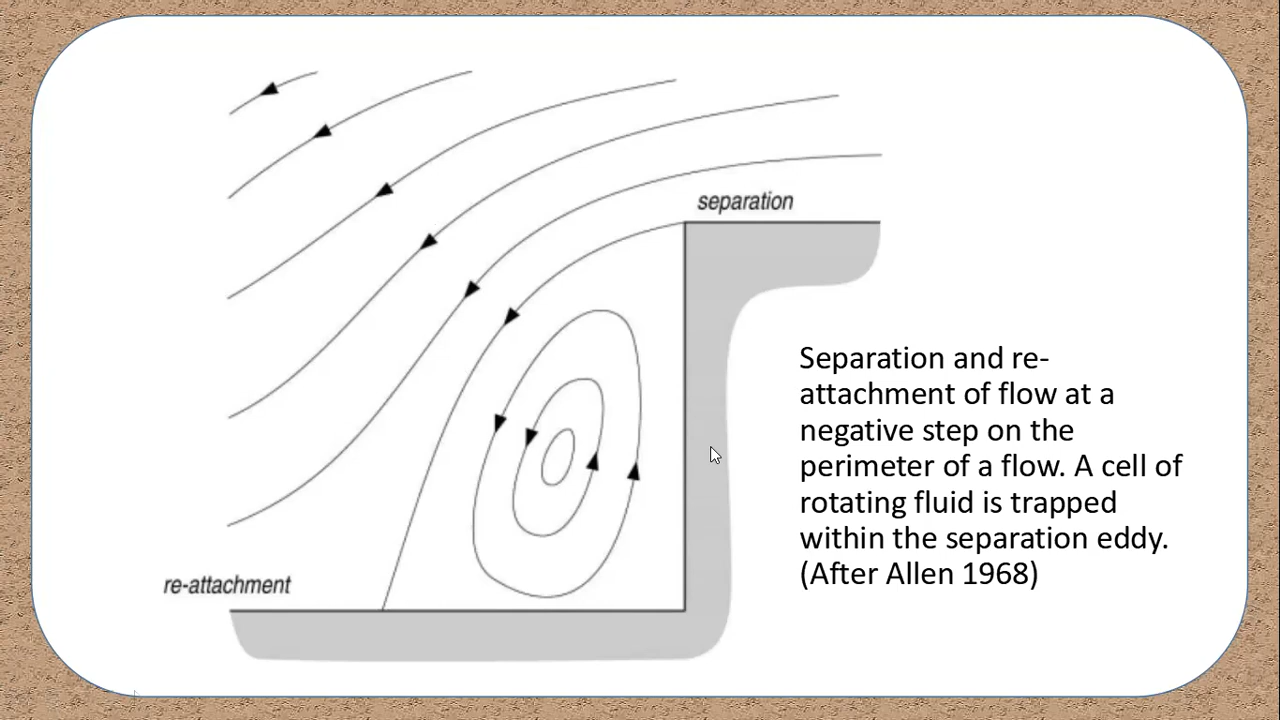 separation
Separation and re-
attachment of flow at a
negative step on the
perimeter of a flow. A cell of
rotating fluid is trapped
within the separation eddy.
(After Allen 1968)
re-attachment